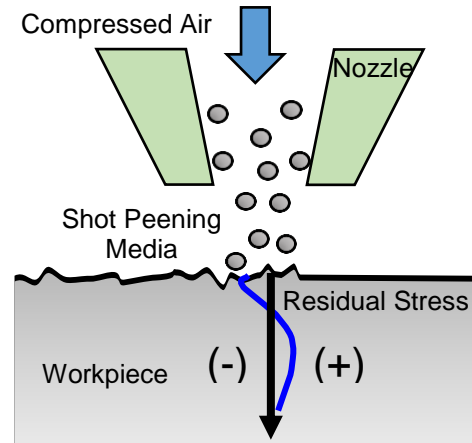 Compressed Air
Nozzle
Shot Peening
Media
Residual Stress
(-) (+)
Workpiece